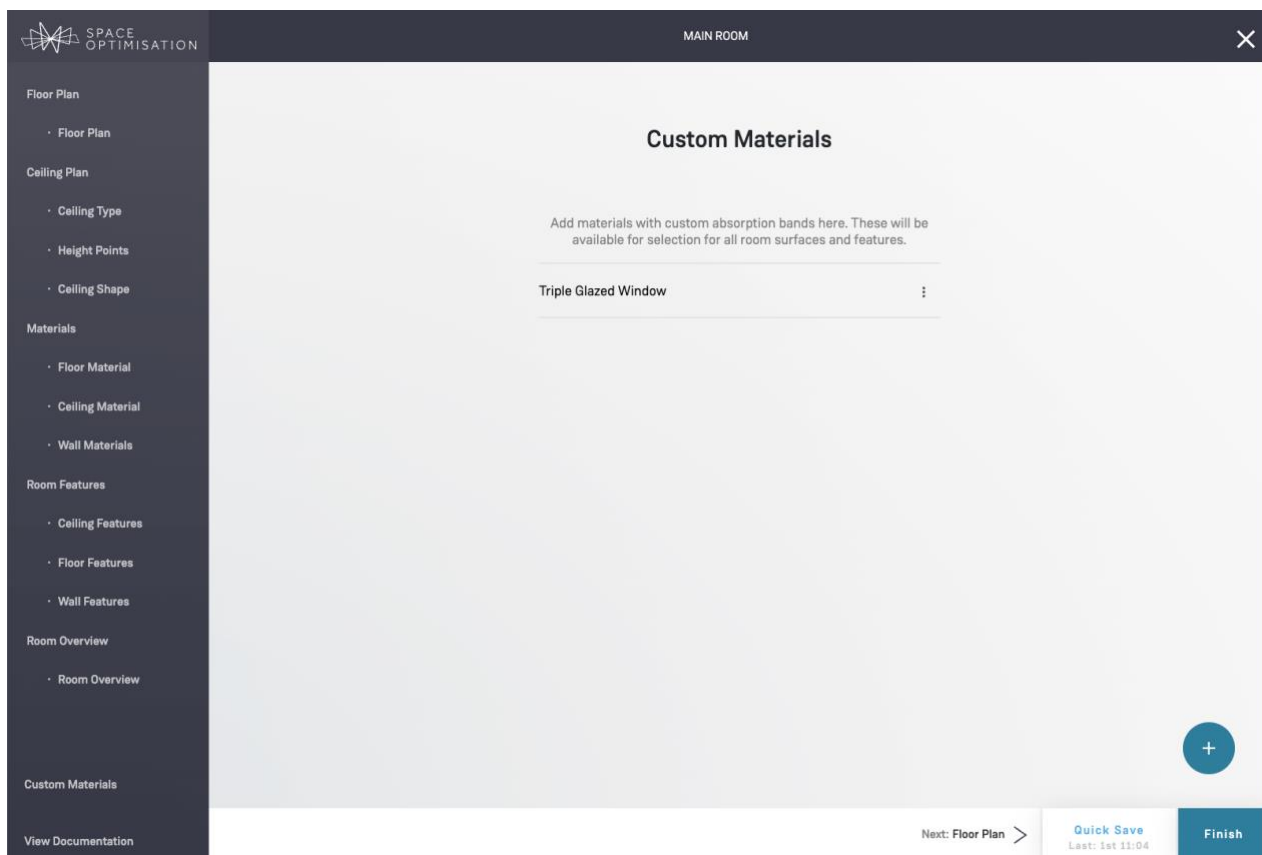 SPACE
OPTIMISATION
MAIN ROOM
Floor Plan
· Floor Plan
Ceiling Plan
· Ceiling Type
· Height Points
· Ceiling Shape
Materials
· Floor Material
· Ceiling Material
· Wall Materials
Room Features
· Ceiling Features
· Floor Features
· Wall Features
Room Overview
· Room Overview
Custom Materials
View Documentation
Custom Materials
Add materials with custom absorption bands here. These will be
available for selection for all room surfaces and features.
Triple Glazed Window
Next: Floor Plan
Quick Save
Last: 1st 11:04
Finish